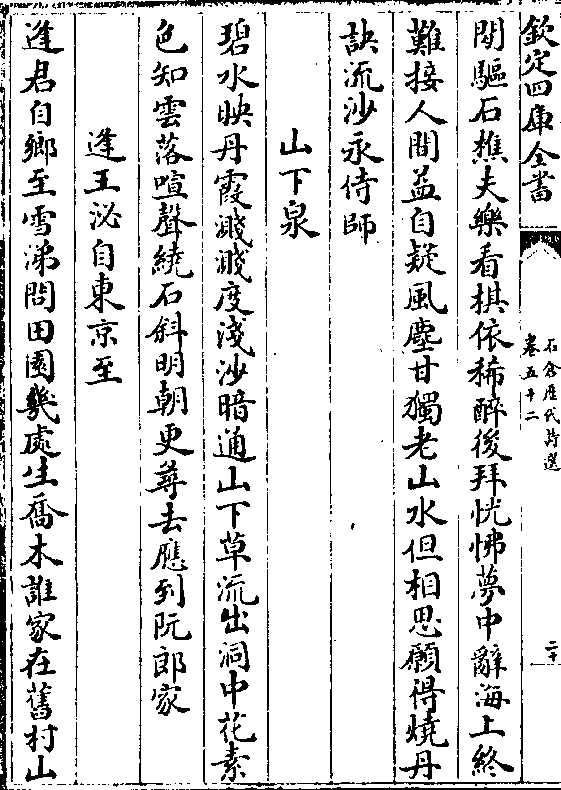 欽定四庫全書
石倉歷代詩選
卷五十二
二十
閒驅石樵夫樂看棋依稀醉後拜恍怫夢中辭海上終
難接人間益自疑風塵甘獨老山水但相思願得燒丹
訣流沙永侍師
山下泉
碧水映丹霞濺濺度淺沙暗通山下草流出洞中花素
色知雲落喧聲繞石斜明朝更尋去應到阮郎家
逢王泌自東京至
逢君自鄉至雪涕問田園幾處生喬木誰家在舊村山